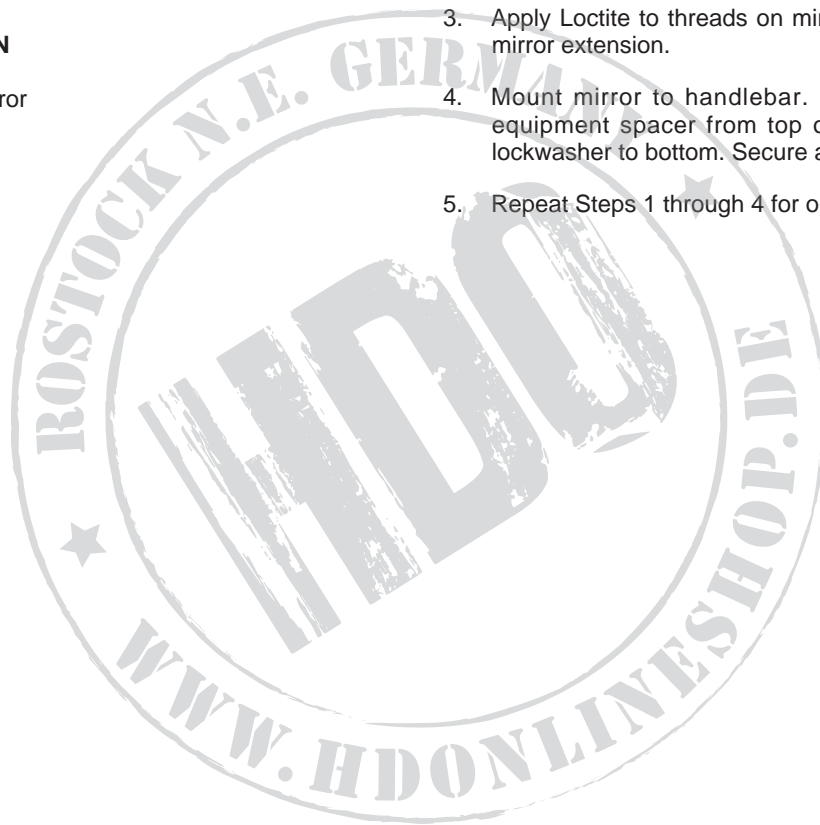 N
ror
3. Apply Loctite to threads on mir
mirror extension.
4. Mount mirror to handlebar.
equipment spacer from top o
lockwasher to bottom. Secure a
5. Repeat Steps 1 through 4 for o
ROSTOCK N.E. GERMANY
HDO
WWW.HDONLINESHOP.DE